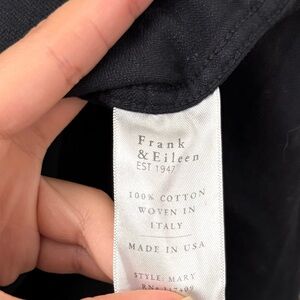 Frank
& Eileen
EST 1947
100% COTTON
WOVEN IN
ITALY
MADE IN USA
STYLE: MARY